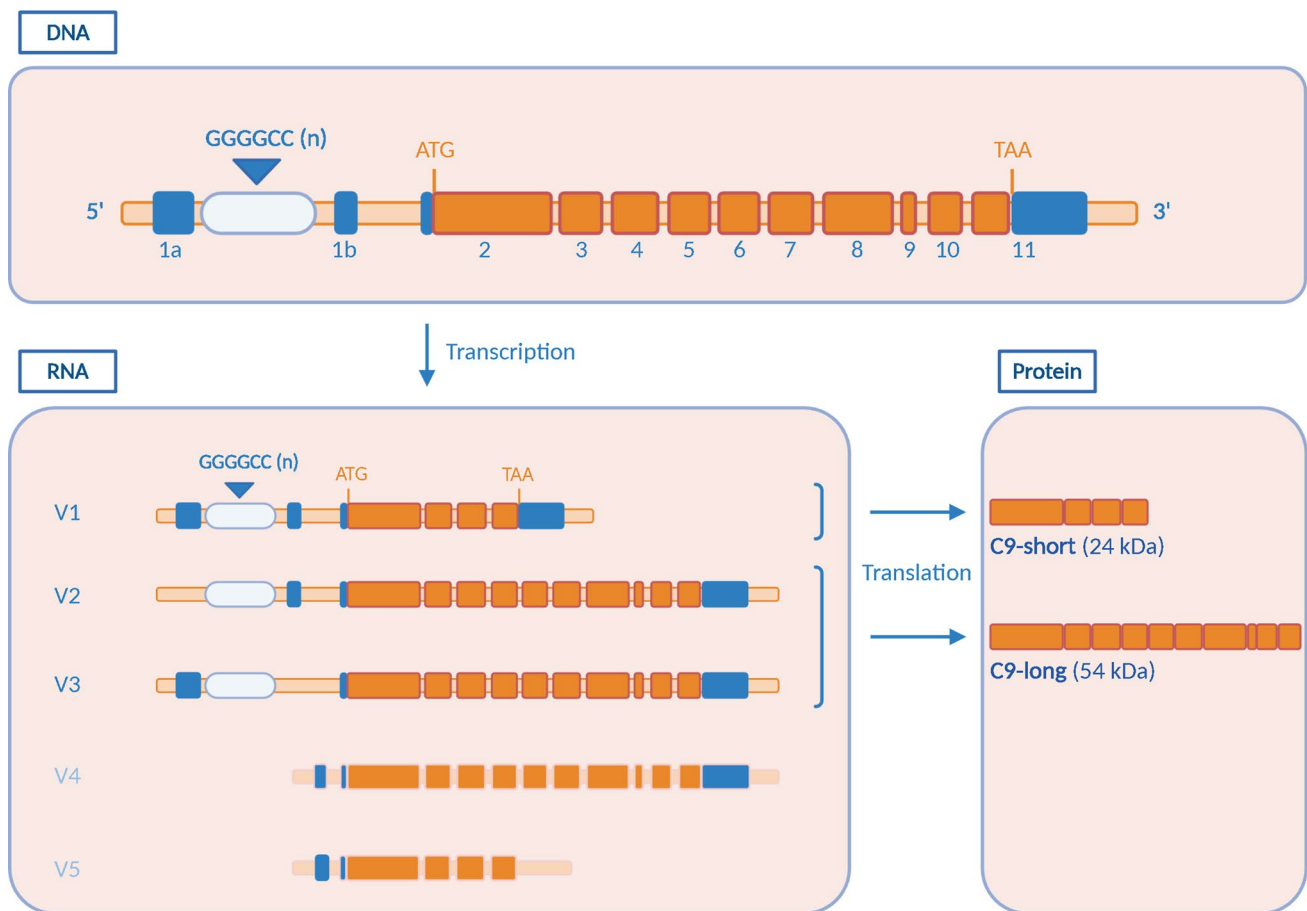 DNA
GGGGCC (n)
ATG
TAA
5'
3'
1a
1b
2
3
4
5
6
7
8
9
10
11
Transcription
RNA
Protein
GGGGCC (n)
ATG
TAA
V1
C9-short (24 kDa)
Translation
V2
C9-long (54 kDa)
V3
V4
V5